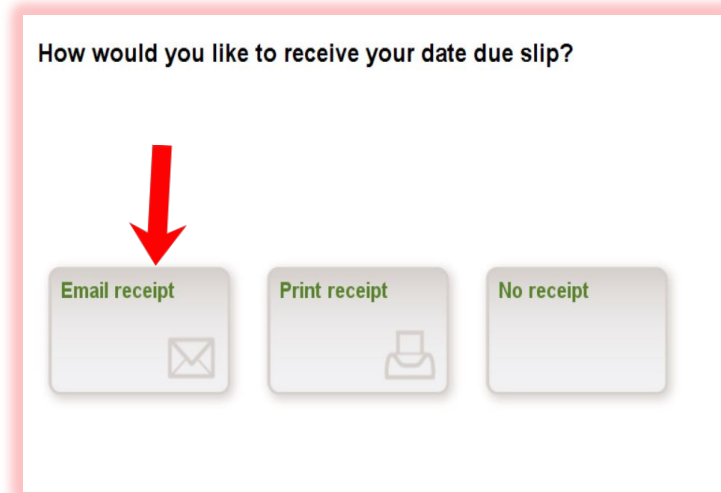 How would you like to receive your date due slip?
Email receipt
Print receipt
No receipt